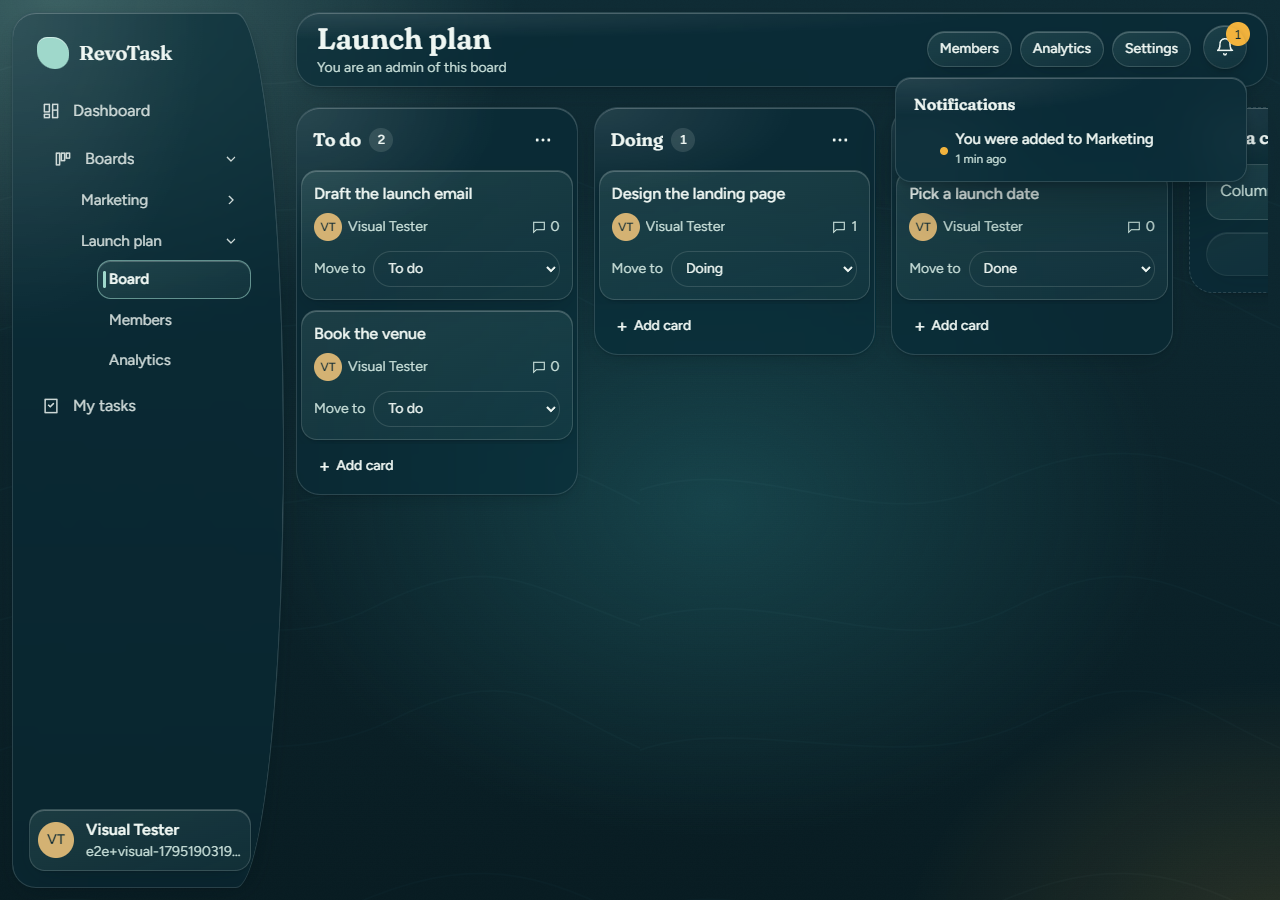 RevoTask
Dashboard
Boards
Marketing
Launch plan
Board
Members
Analytics
My tasks
VT
Visual Tester
e2e+visual-1795190319...
Launch plan
You are an admin of this board
Members
Analytics
Settings
1
Notifications
You were added to Marketing
1 min ago
To do 2
Draft the launch email
VT Visual Tester 0
Move to To do
Book the venue
VT Visual Tester 0
Move to To do
+ Add card
Doing 1
Design the landing page
VT Visual Tester 1
Move to Doing
+ Add card
Pick a launch date
VT Visual Tester 0
Move to Done
+ Add card
a c
Colum